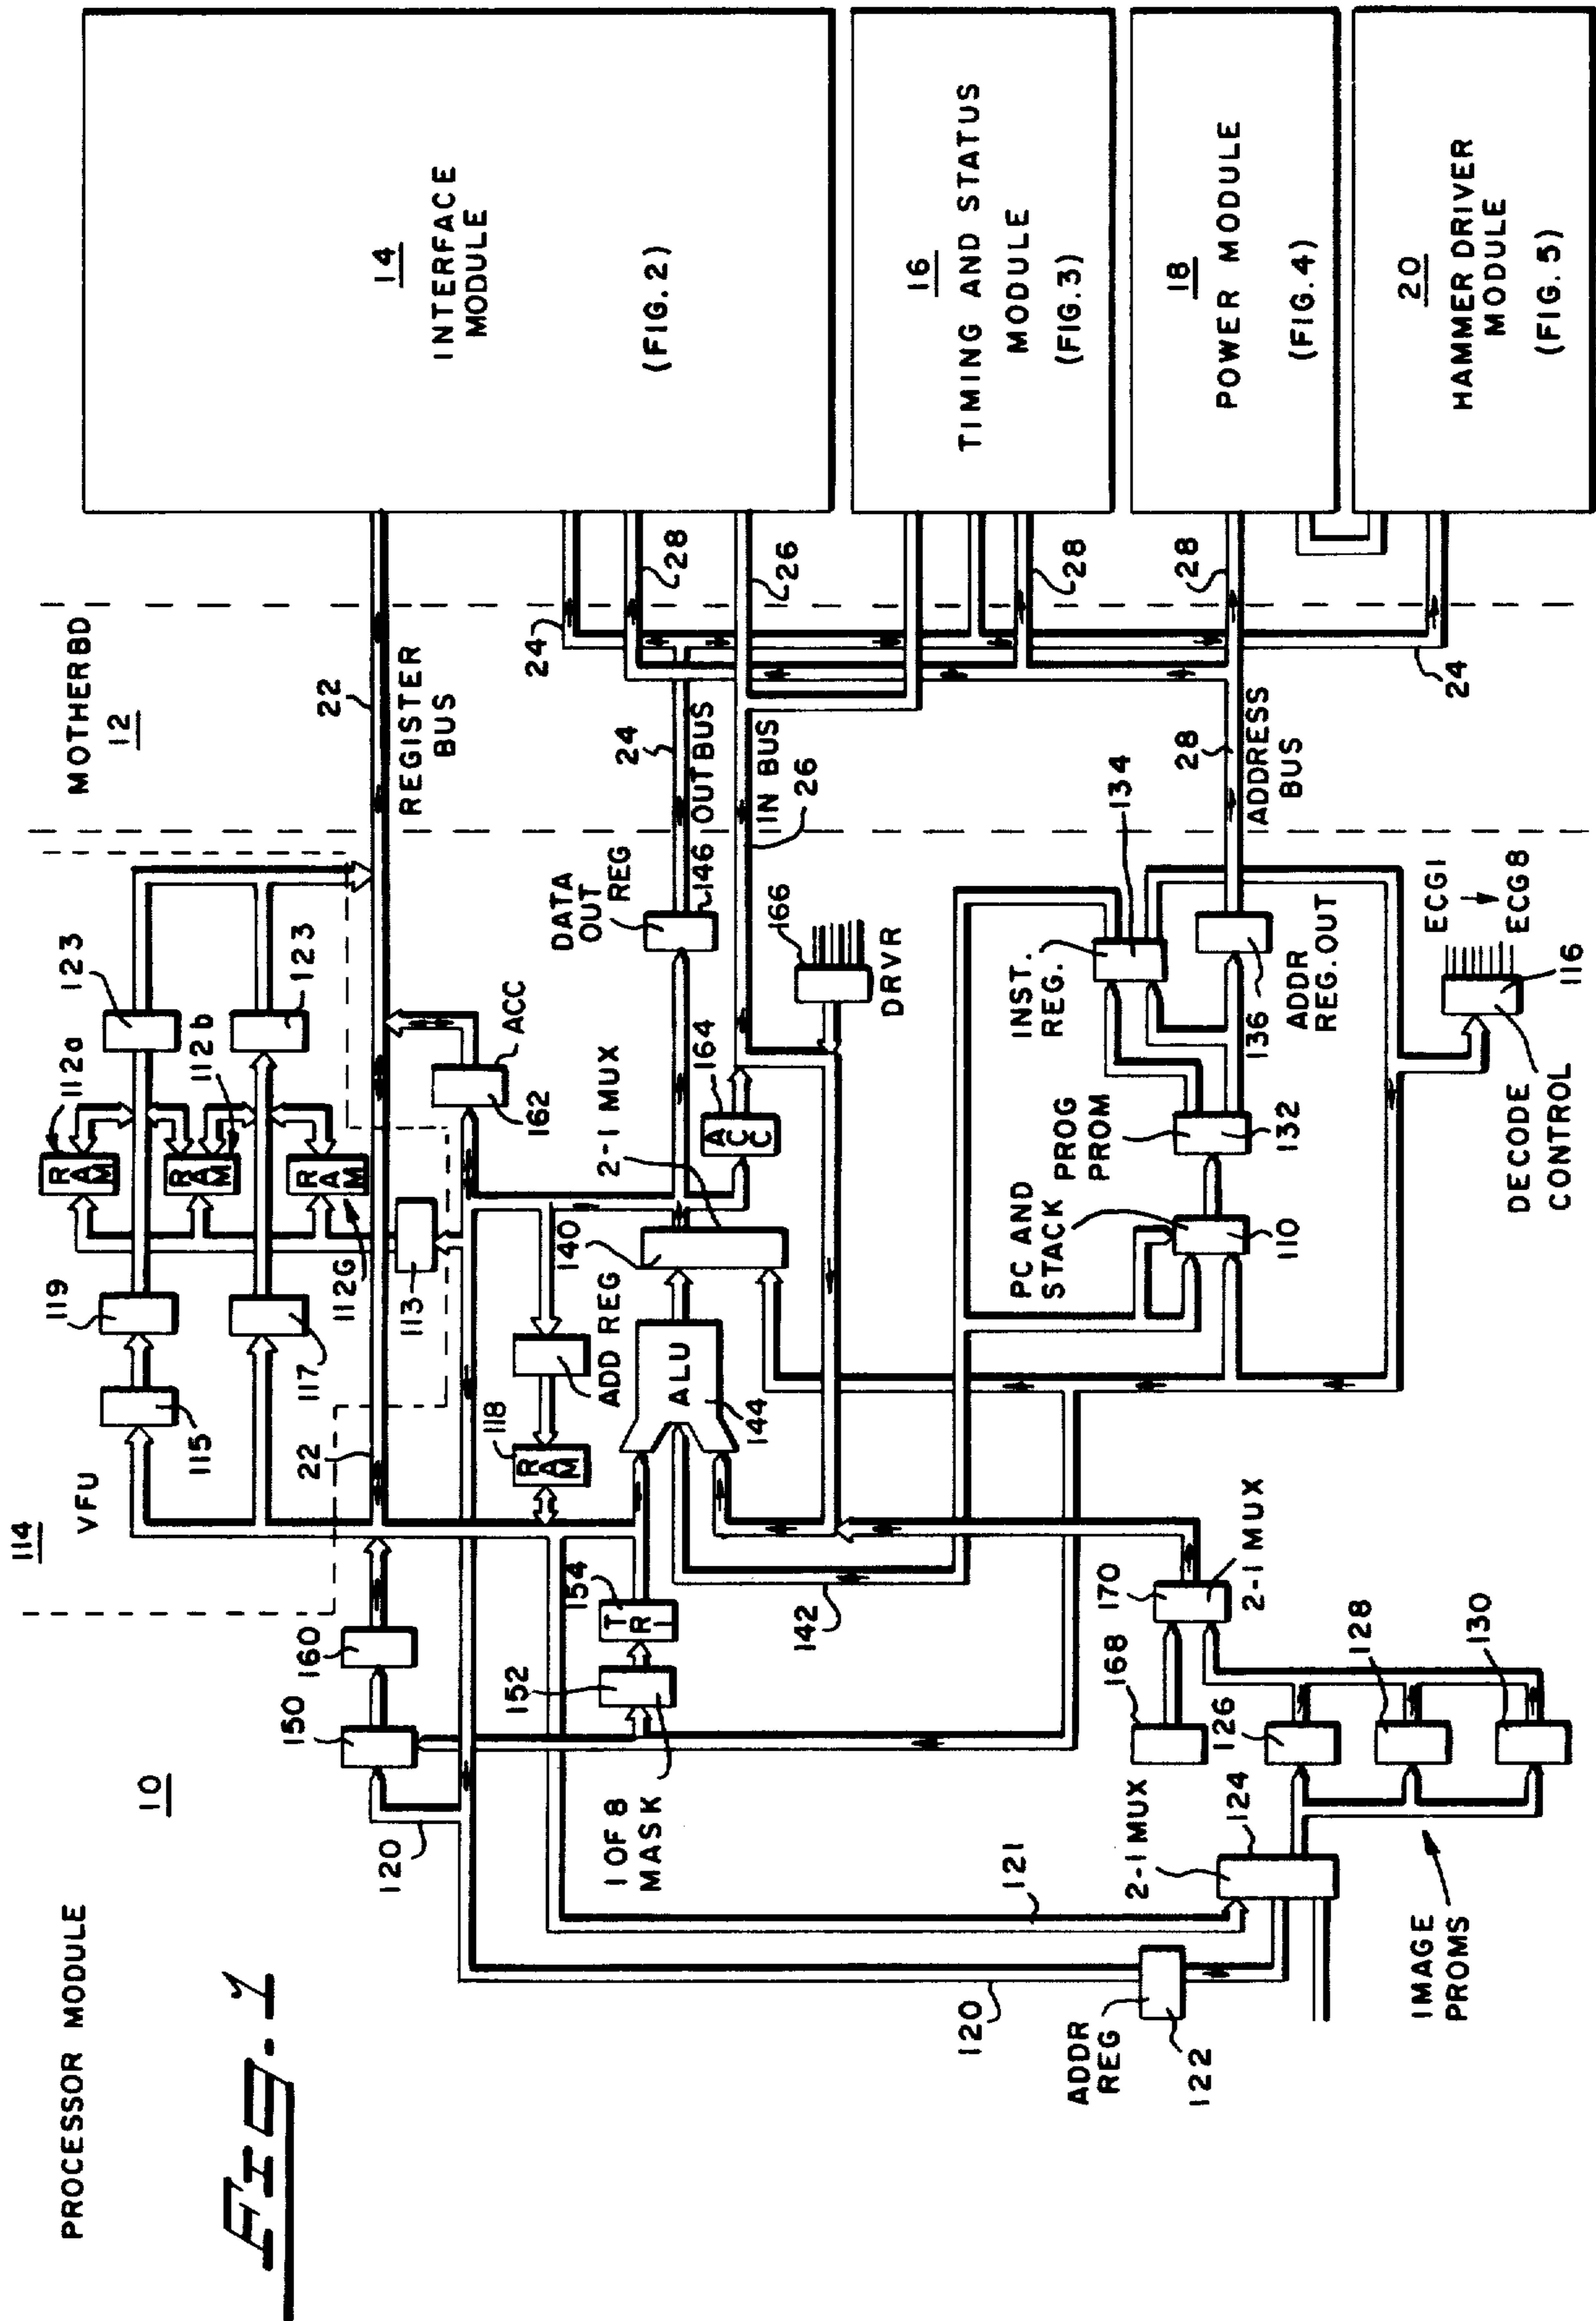 PROCESSOR MODULE
FIG. 1
10
114
VFU
MOTHERBD
12
115
119
117
112a
112b
112G
RAM
RAM
RAM
123
123
113
22
22
REGISTER
BUS
150
160
120
ACC
162
118
RAM
ADD REG
1 OF 8
MASK
152
TR
154
ALU
144
140
2-1 MUX
ACC
164
DATA
OUT
REG
146
24
OUTBUS
IN BUS
26
166
DRVR
142
121
120
ADDR
REG
122
2-1 MUX
124
126
128
130
IMAGE
PROMS
168
170
2-1 MUX
PC AND
STACK
110
PROG
PROM
132
INST.
REG.
134
136
ADDR
REG. OUT
28
ADDRESS
BUS
DECODE
CONTROL
116
ECG1
ECG8
24
28
26
28
28
24
14
INTERFACE
MODULE
(FIG. 2)
16
TIMING AND STATUS
MODULE
(FIG. 3)
18
POWER MODULE
(FIG. 4)
20
HAMMER DRIVER
MODULE
(FIG. 5)